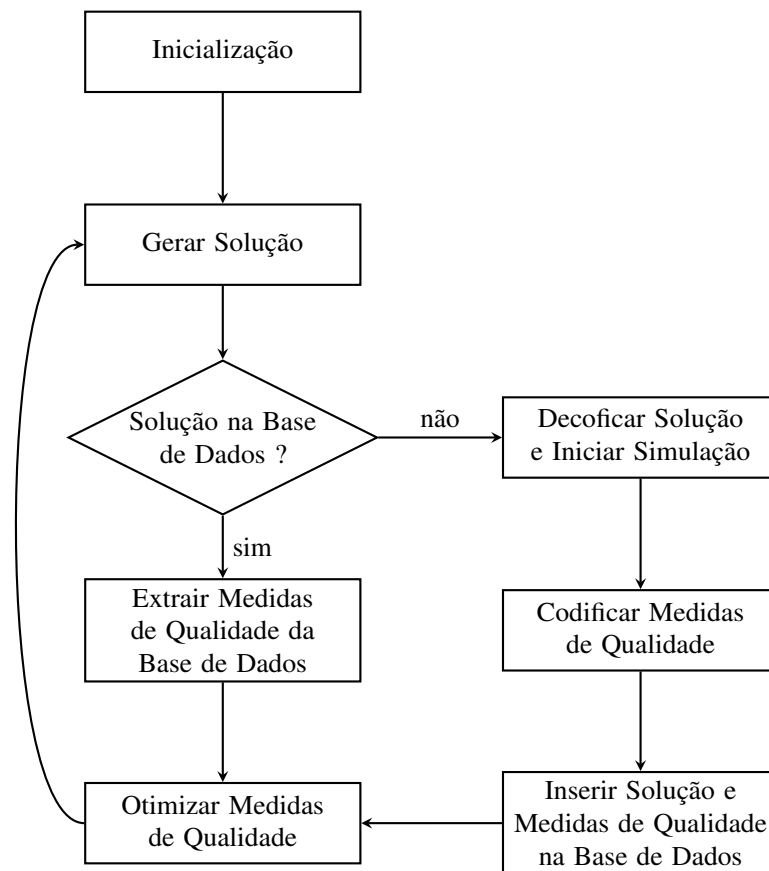 Inicialização
Gerar Solução
Solução na Base
de Dados ?
não
Decoficar Solução
e Iniciar Simulação
sim
Extrair Medidas
de Qualidade da
Base de Dados
Codificar Medidas
de Qualidade
Otimizar Medidas
de Qualidade
Inserir Solução e
Medidas de Qualidade
na Base de Dados